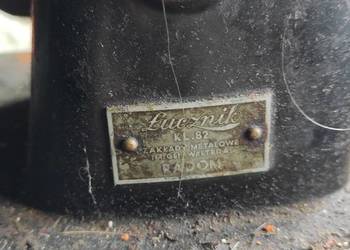 Łucznik
KL.82
ZAKŁADY METALOWE
IM. GEN. WALTERA
RADOM